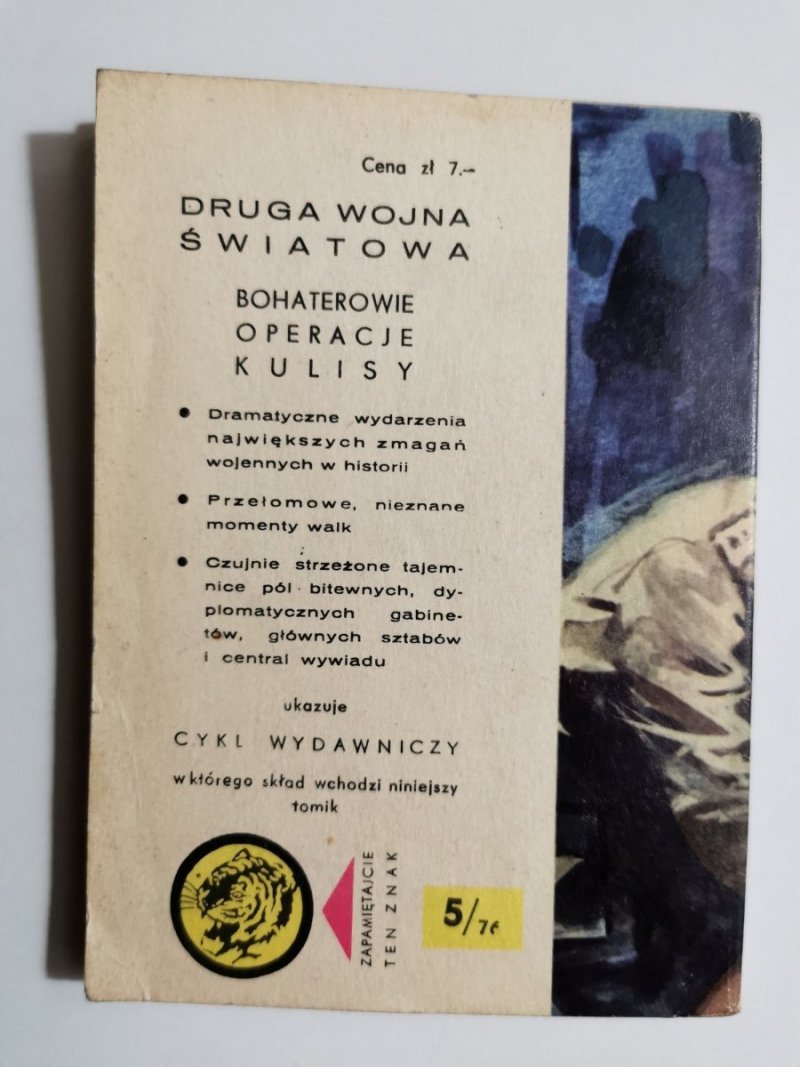 Cena zł 7.—
DRUGA WOJNA
ŚWIATOWA
BOHATEROWIE
OPERACJE
KULISY
● Dramatyczne wydarzenia
największych zmagań
wojennych w historii
● Przełomowe, nieznane
momenty walk
● Czujnie strzeżone tajem-
nice pól bitewnych, dy-
plomatycznych gabine-
tów, głównych sztabów
i central wywiadu
ukazuje
CYKL WYDAWNICZY
w którego skład wchodzi niniejszy
tomik
ZAPAMIĘTAJCIE
TEN ZNAK
5/76